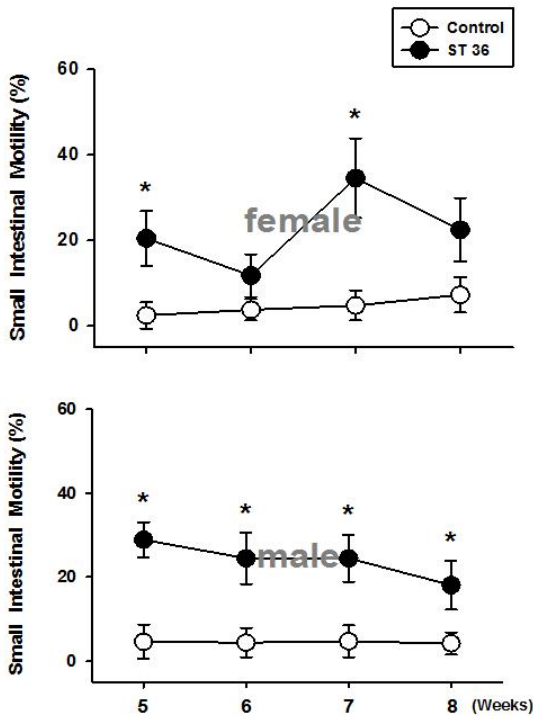 Control
ST 36
Small Intestinal Motility (%)
60
40
20
0
*
*
female
Small Intestinal Motility (%)
60
40
20
0
*
*
*
*
male
5 6 7 8 (Weeks)